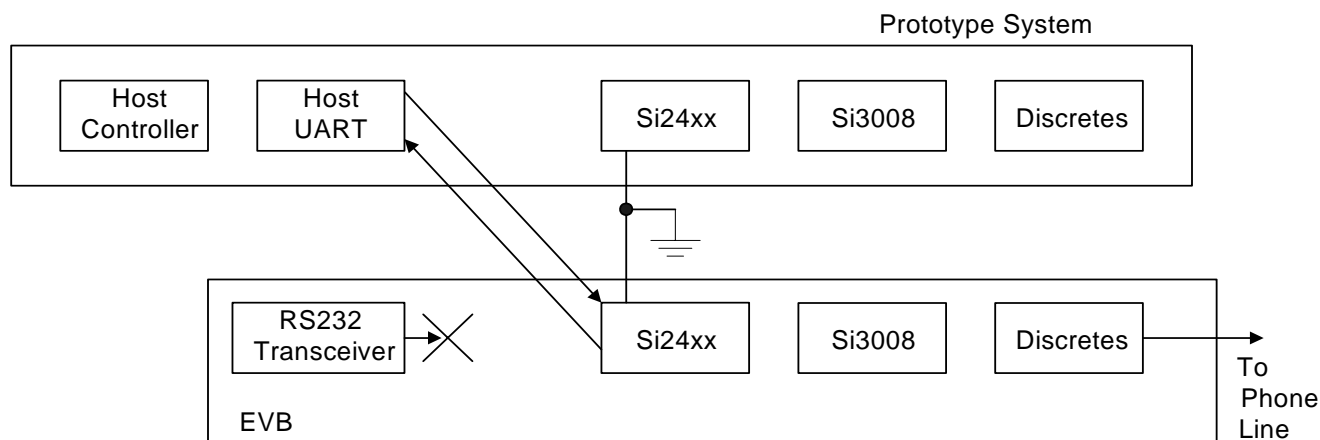 Prototype System
Host
Controller
Host
UART
Si24xx
Si3008
Discretes
RS232
Transceiver
Si24xx
Si3008
Discretes
To
Phone
Line
EVB